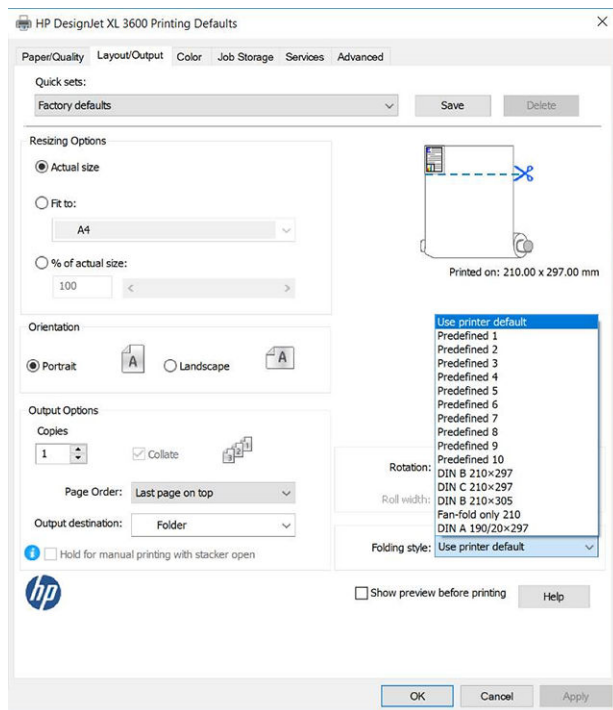 HP DesignJet XL 3600 Printing Defaults
Paper/Quality Layout/Output Color Job Storage Services Advanced
Quick sets:
Factory defaults
Save
Delete
Resizing Options
Actual size
Fit to:
A4
% of actual size:
100
Printed on: 210.00 x 297.00 mm
Orientation
Portrait
A
Landscape
A
Output Options
Copies
1
Collate
1
2
3
Page Order: Last page on top
Output destination: Folder
Hold for manual printing with stacker open
Use printer default
Predefined 1
Predefined 2
Predefined 3
Predefined 4
Predefined 5
Predefined 6
Predefined 7
Predefined 8
Predefined 9
Predefined 10
DIN B 210×297
DIN C 210×297
DIN B 210×305
Fan-fold only 210
DIN A 190/20×297
Rotation:
Roll width:
Folding style: Use printer default
hp
Show preview before printing
Help
OK
Cancel
Apply